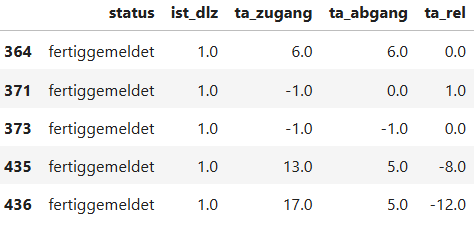 status ist_dlz ta_zugang ta_abgang ta_rel
364 fertiggemeldet 1.0 6.0 6.0 0.0
371 fertiggemeldet 1.0 -1.0 0.0 1.0
373 fertiggemeldet 1.0 -1.0 -1.0 0.0
435 fertiggemeldet 1.0 13.0 5.0 -8.0
436 fertiggemeldet 1.0 17.0 5.0 -12.0